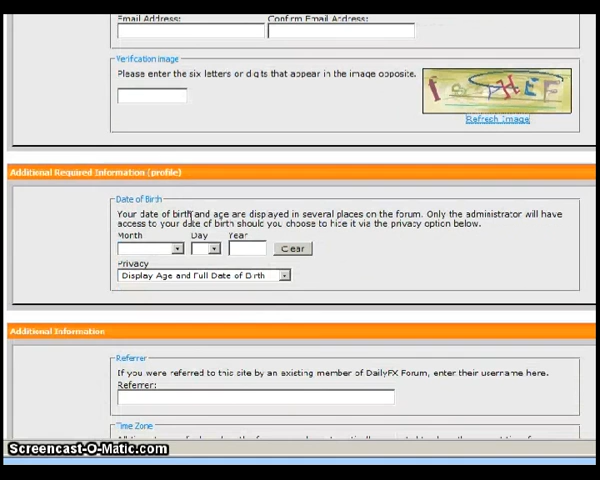 Email Address: Confirm Email Address:
Verification Image
Please enter the six letters or digits that appear in the image opposite.
Refresh Image
Additional Required Information (profile)
Date of Birth
Your date of birth and age are displayed in several places on the forum. Only the administrator will have
access to your date of birth should you choose to hide it via the privacy option below.
Month Day Year
Clear
Privacy
Display Age and Full Date of Birth
Additional Information
Referrer
If you were referred to this site by an existing member of DailyFX Forum, enter their username here.
Referrer:
Time Zone
Screencast-O-Matic.com